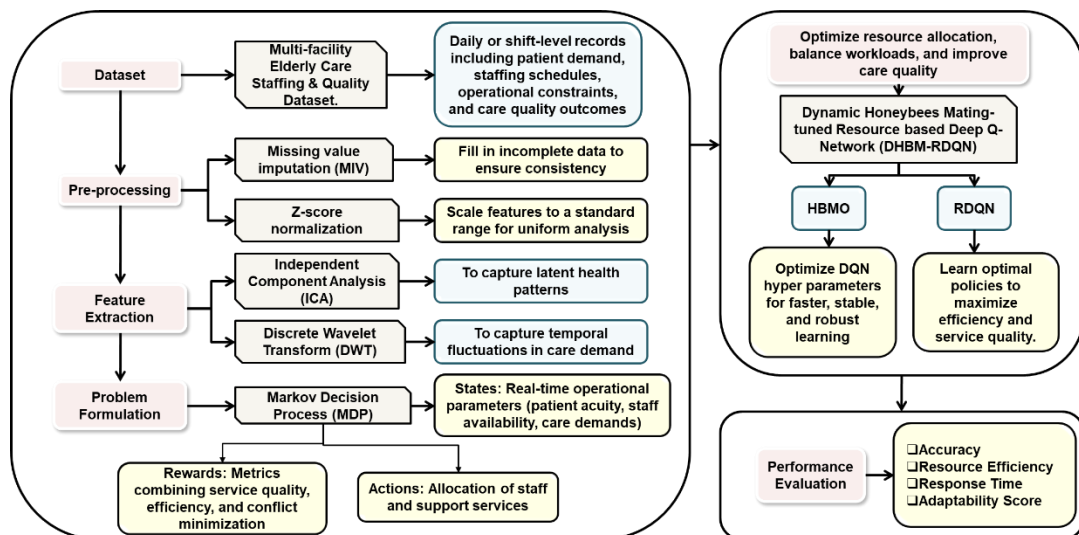 Dataset
Multi-facility
Elderly Care
Staffing & Quality
Dataset.
Daily or shift-level records
including patient demand,
staffing schedules,
operational constraints,
and care quality outcomes
Pre-processing
Missing value
imputation (MIV)
Fill in incomplete data to
ensure consistency
Z-score
normalization
Scale features to a standard
range for uniform analysis
Feature
Extraction
Independent
Component Analysis
(ICA)
To capture latent health
patterns
Discrete Wavelet
Transform (DWT)
To capture temporal
fluctuations in care demand
Problem
Formulation
Markov Decision
Process (MDP)
States: Real-time operational
parameters (patient acuity, staff
availability, care demands)
Rewards: Metrics
combining service quality,
efficiency, and conflict
minimization
Actions: Allocation of staff
and support services
Optimize resource allocation,
balance workloads, and improve
care quality
Dynamic Honeybees Mating-
tuned Resource based Deep Q-
Network (DHBM-RDQN)
HBMO
RDQN
Optimize DQN
hyper parameters
for faster, stable,
and robust
learning
Learn optimal
policies to
maximize
efficiency and
service quality.
Performance
Evaluation
❑Accuracy
❑Resource Efficiency
❑Response Time
❑Adaptability Score